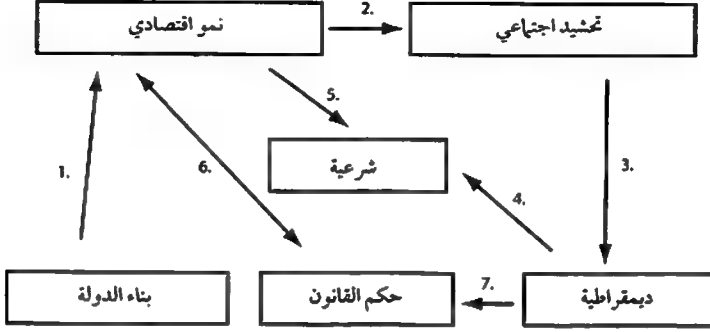 نمو اقتصادي
2.
تحشيد اجتماعي
5.
شرعية
1.
6.
3.
4.
بناء الدولة
حكم القانون
7.
ديمقراطية